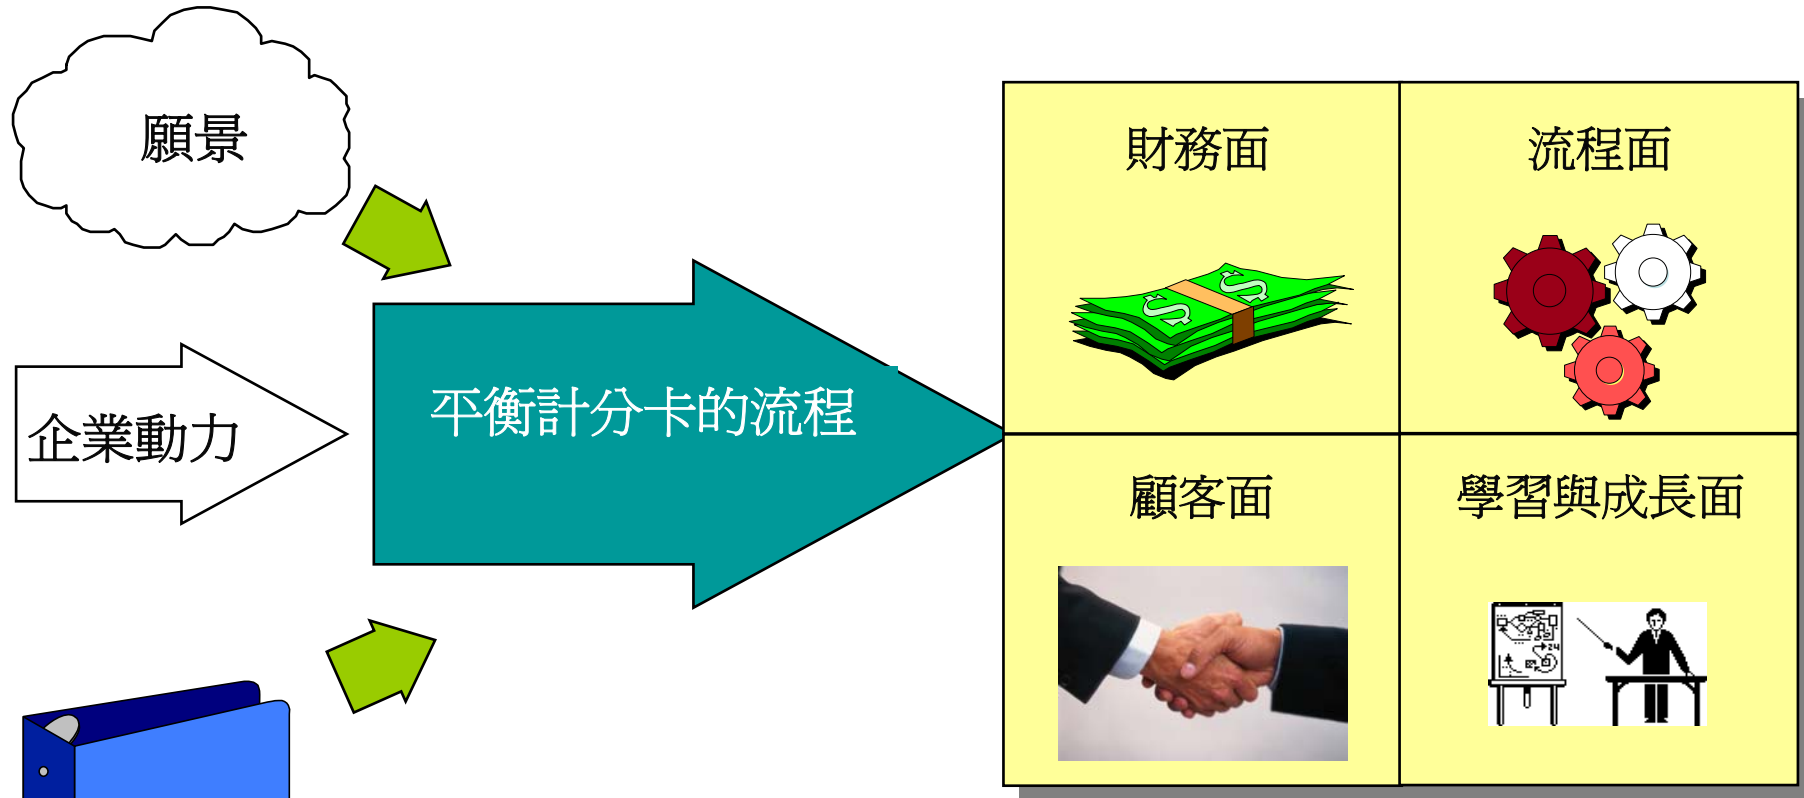 願景
企業動力
平衡計分卡的流程
財務面
流程面
顧客面
學習與成長面